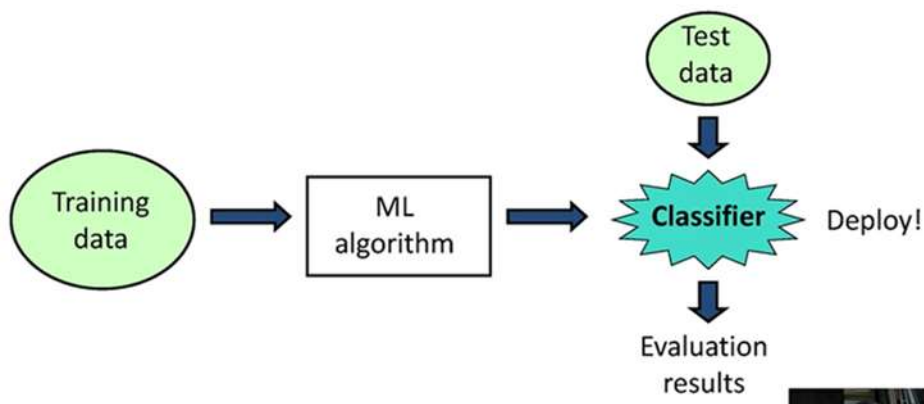 Test
data
Training
data
ML
algorithm
Classifier
Deploy!
Evaluation
results